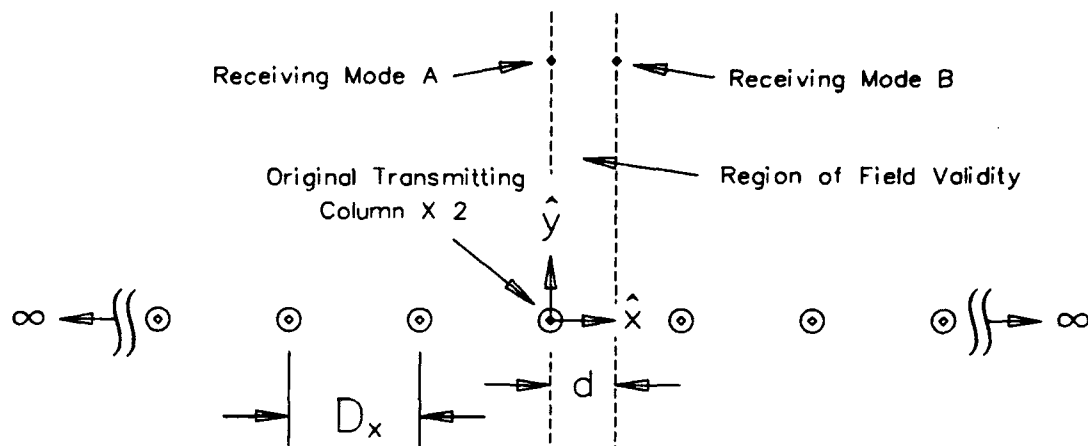 Receiving Mode A
Receiving Mode B
Original Transmitting
Column X 2
Region of Field Validity
ŷ
∞
x̂
∞
d
Dₓ